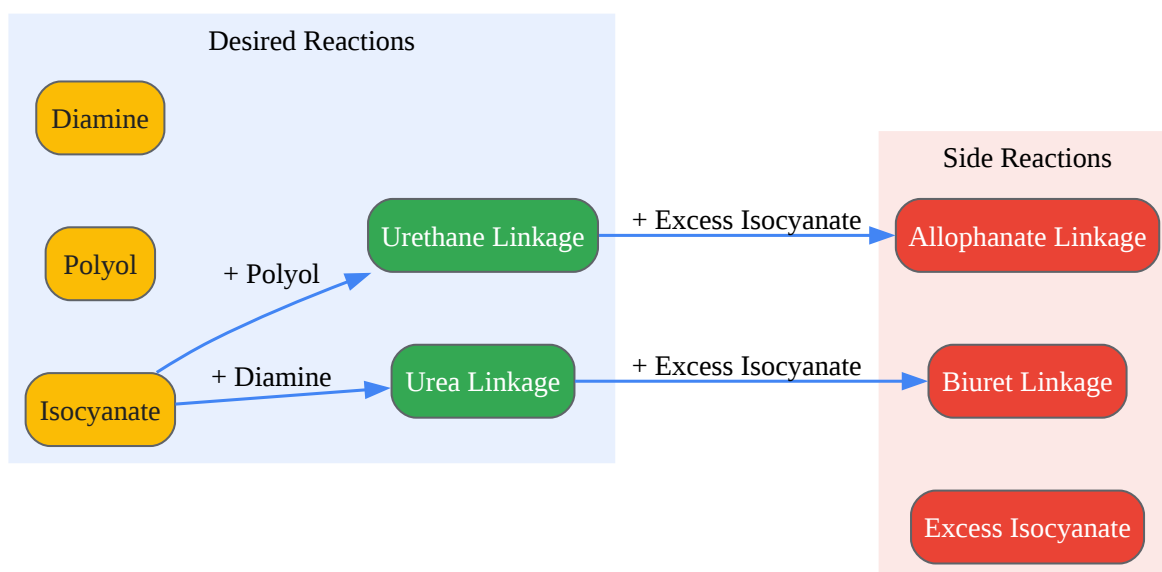 Desired Reactions
Diamine
Polyol
Isocyanate
+ Polyol
+ Diamine
Urethane Linkage
Urea Linkage
+ Excess Isocyanate
+ Excess Isocyanate
Side Reactions
Allophanate Linkage
Biuret Linkage
Excess Isocyanate